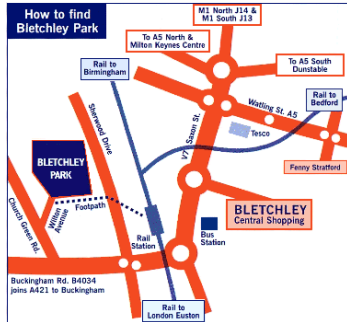 How to find
Bletchley Park
M1 North J14 &
M1 South J13
To A5 North &
Milton Keynes Centre
To A5 South
Dunstable
Rail to
Birmingham
Rail to
Bedford
Watling St. A5
Sherwood Drive
V7 Saxon St.
Tesco
BLETCHLEY
PARK
Fenny Stratford
Wilton
Avenue
Footpath
Church Green Rd.
BLETCHLEY
Central Shopping
Rail
Station
Bus
Station
Buckingham Rd. B4034
joins A421 to Buckingham
Rail to
London Euston